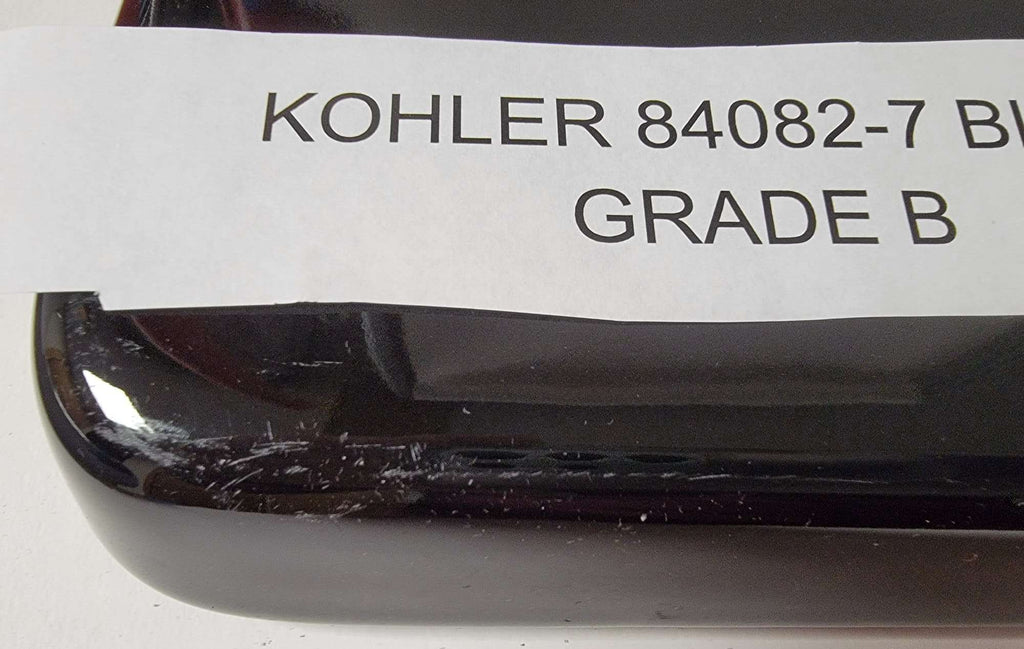 KOHLER 84082-7
GRADE B